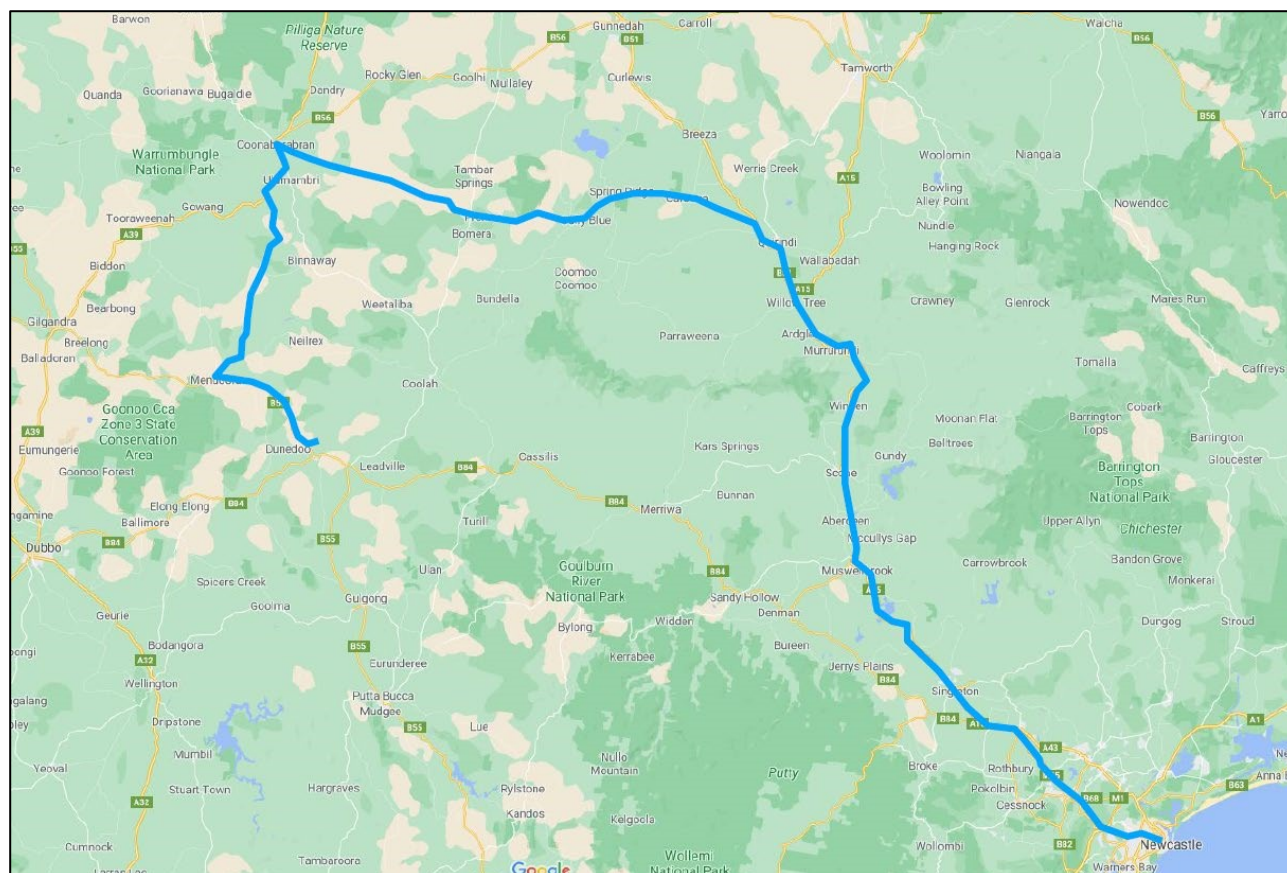 Barwon
Pilliga Nature
Reserve
Gunnedah
Carroll
Walcha
B56
B51
B56
Rocky Glen
Goolhi
Mullaley
Curlewis
Tamworth
Quanda
Goorianawa
Bugaldie
Dandry
B56
Coonabarabran
Breeza
Warrumbungle
National Park
Tambar
Springs
Werris Creek
Woolomin
Niangala
A15
Bowling
Alley Point
Gowang
Tooraweenah
A39
Spring Ridge
Nowendoc
Bomera
Nundle
Hanging Rock
B55
Biddon
Binnaway
Quirindi
Wallabadah
Coomoo
Coomoo
A15
Bearbong
Weetaliba
Bundella
Willow Tree
Crawney
Glenrock
Mares Run
Gilgandra
Breelong
Neilrex
Parraweena
Murrurundi
Balladoran
Tomalla
Caffreys
Coolah
Goonoo Cca
Zone 3 State
Conservation
Area
Wingen
Moonan Flat
Barrington
Tops
Cobark
A39
Eumungerie
Dunedoo
Kars Springs
Belltrees
Barrington
Gundy
Gloucester
Goonoo Forest
Leadville
B84
Cassilis
Scone
Barrington
Tops
National Park
Bunnan
Elong Elong
B84
B84
Merriwa
Ballimore
Turill
Aberdeen
Upper Allyn
Chichester
Dubbo
B84
B55
Mccullys Gap
Bandon Grove
Ulan
Goulburn
River
National Park
Muswellbrook
Carrowbrook
Monkerai
Spicers Creek
B84
Sandy Hollow
Goolma
Gulgong
Denman
Geurie
Bylong
Widden
Dungog
Stroud
Bodangora
B55
Bureen
A32
Eurunderee
Kerrabee
Jerrys Plains
Wellington
B84
Putta Bucca
Singleton
Mudgee
Dripstone
B55
Lue
B84
A1
Mumbil
A43
Nullo
Mountain
Broke
Rothbury
Yeoval
Putty
Pokolbin
B68
M1
B63
Stuart Town
Hargraves
Rylstone
Cessnock
A32
Kandos
Kelgoola
Cumnock
Wollombi
B82
Newcastle
Tambaroora
Google
Wollemi
National Park
Warners Bay